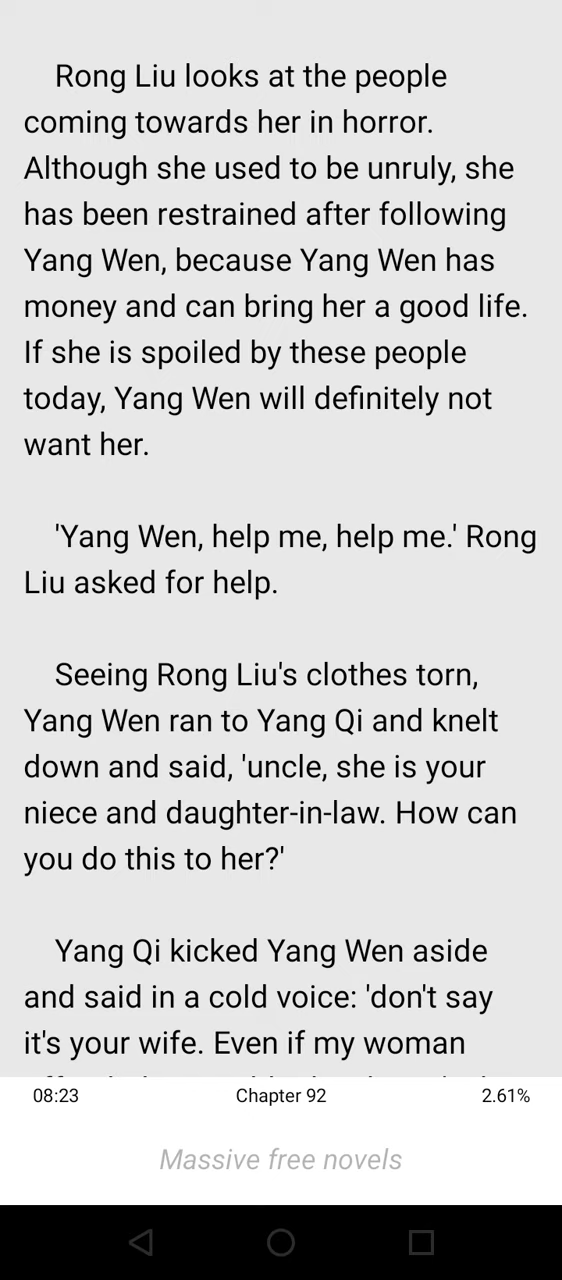 Rong Liu looks at the people
coming towards her in horror.
Although she used to be unruly, she
has been restrained after following
Yang Wen, because Yang Wen has
money and can bring her a good life.
If she is spoiled by these people
today, Yang Wen will definitely not
want her.
'Yang Wen, help me, help me.' Rong
Liu asked for help.
Seeing Rong Liu's clothes torn,
Yang Wen ran to Yang Qi and knelt
down and said, 'uncle, she is your
niece and daughter-in-law. How can
you do this to her?'
Yang Qi kicked Yang Wen aside
and said in a cold voice: 'don't say
it's your wife. Even if my woman
08:23 Chapter 92 2.61%
Massive free novels